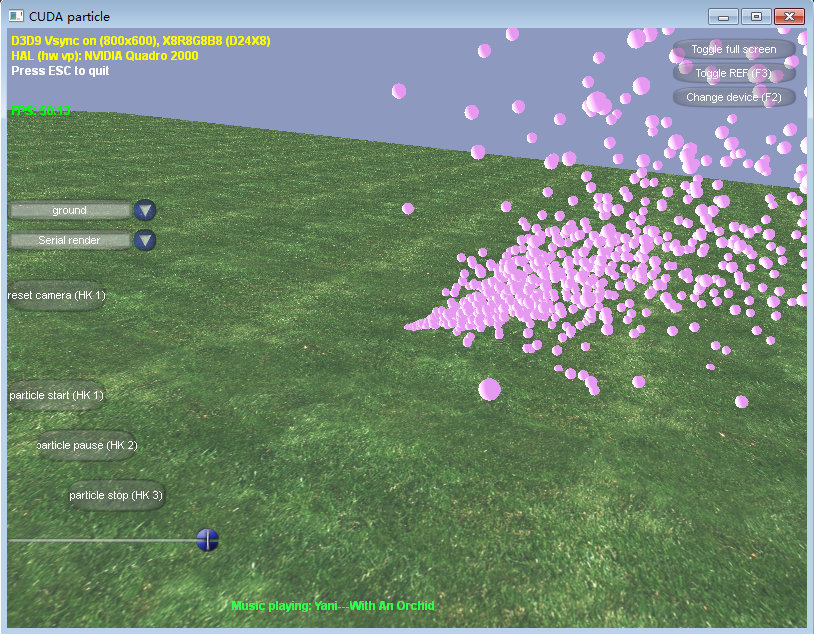 CUDA particle
D3D9 Vsync on (800x600), X8R8G8B8 (D24X8)
HAL (hw vp): NVIDIA Quadro 2000
Press ESC to quit
Toggle full screen
Toggle REF (F3)
Change device (F2)
ground
Serial render
reset camera (HK 1)
particle start (HK 1)
particle pause (HK 2)
particle stop (HK 3)
Music playing: Yani---With An Orchid